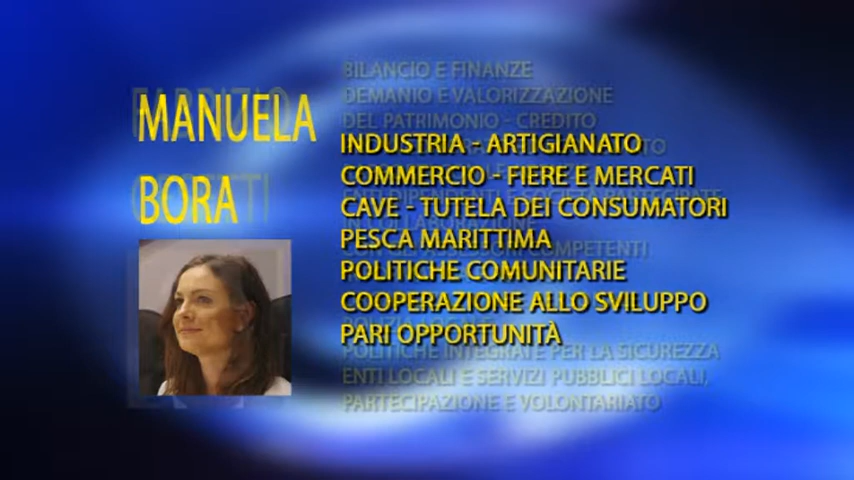 MANUELA
BORA
BILANCIO E FINANZE
DEMANIO E VALORIZZAZIONE
DEL PATRIMONIO - CREDITO
INDUSTRIA - ARTIGIANATO
COMMERCIO - FIERE E MERCATI
CAVE - TUTELA DEI CONSUMATORI
PESCA MARITTIMA
POLITICHE COMUNITARIE
COOPERAZIONE ALLO SVILUPPO
PARI OPPORTUNITÀ
POLITICHE INTEGRATE PER LA SICUREZZA
ENTI LOCALI E SERVIZI PUBBLICI LOCALI,
PARTECIPAZIONE E VOLONTARIATO